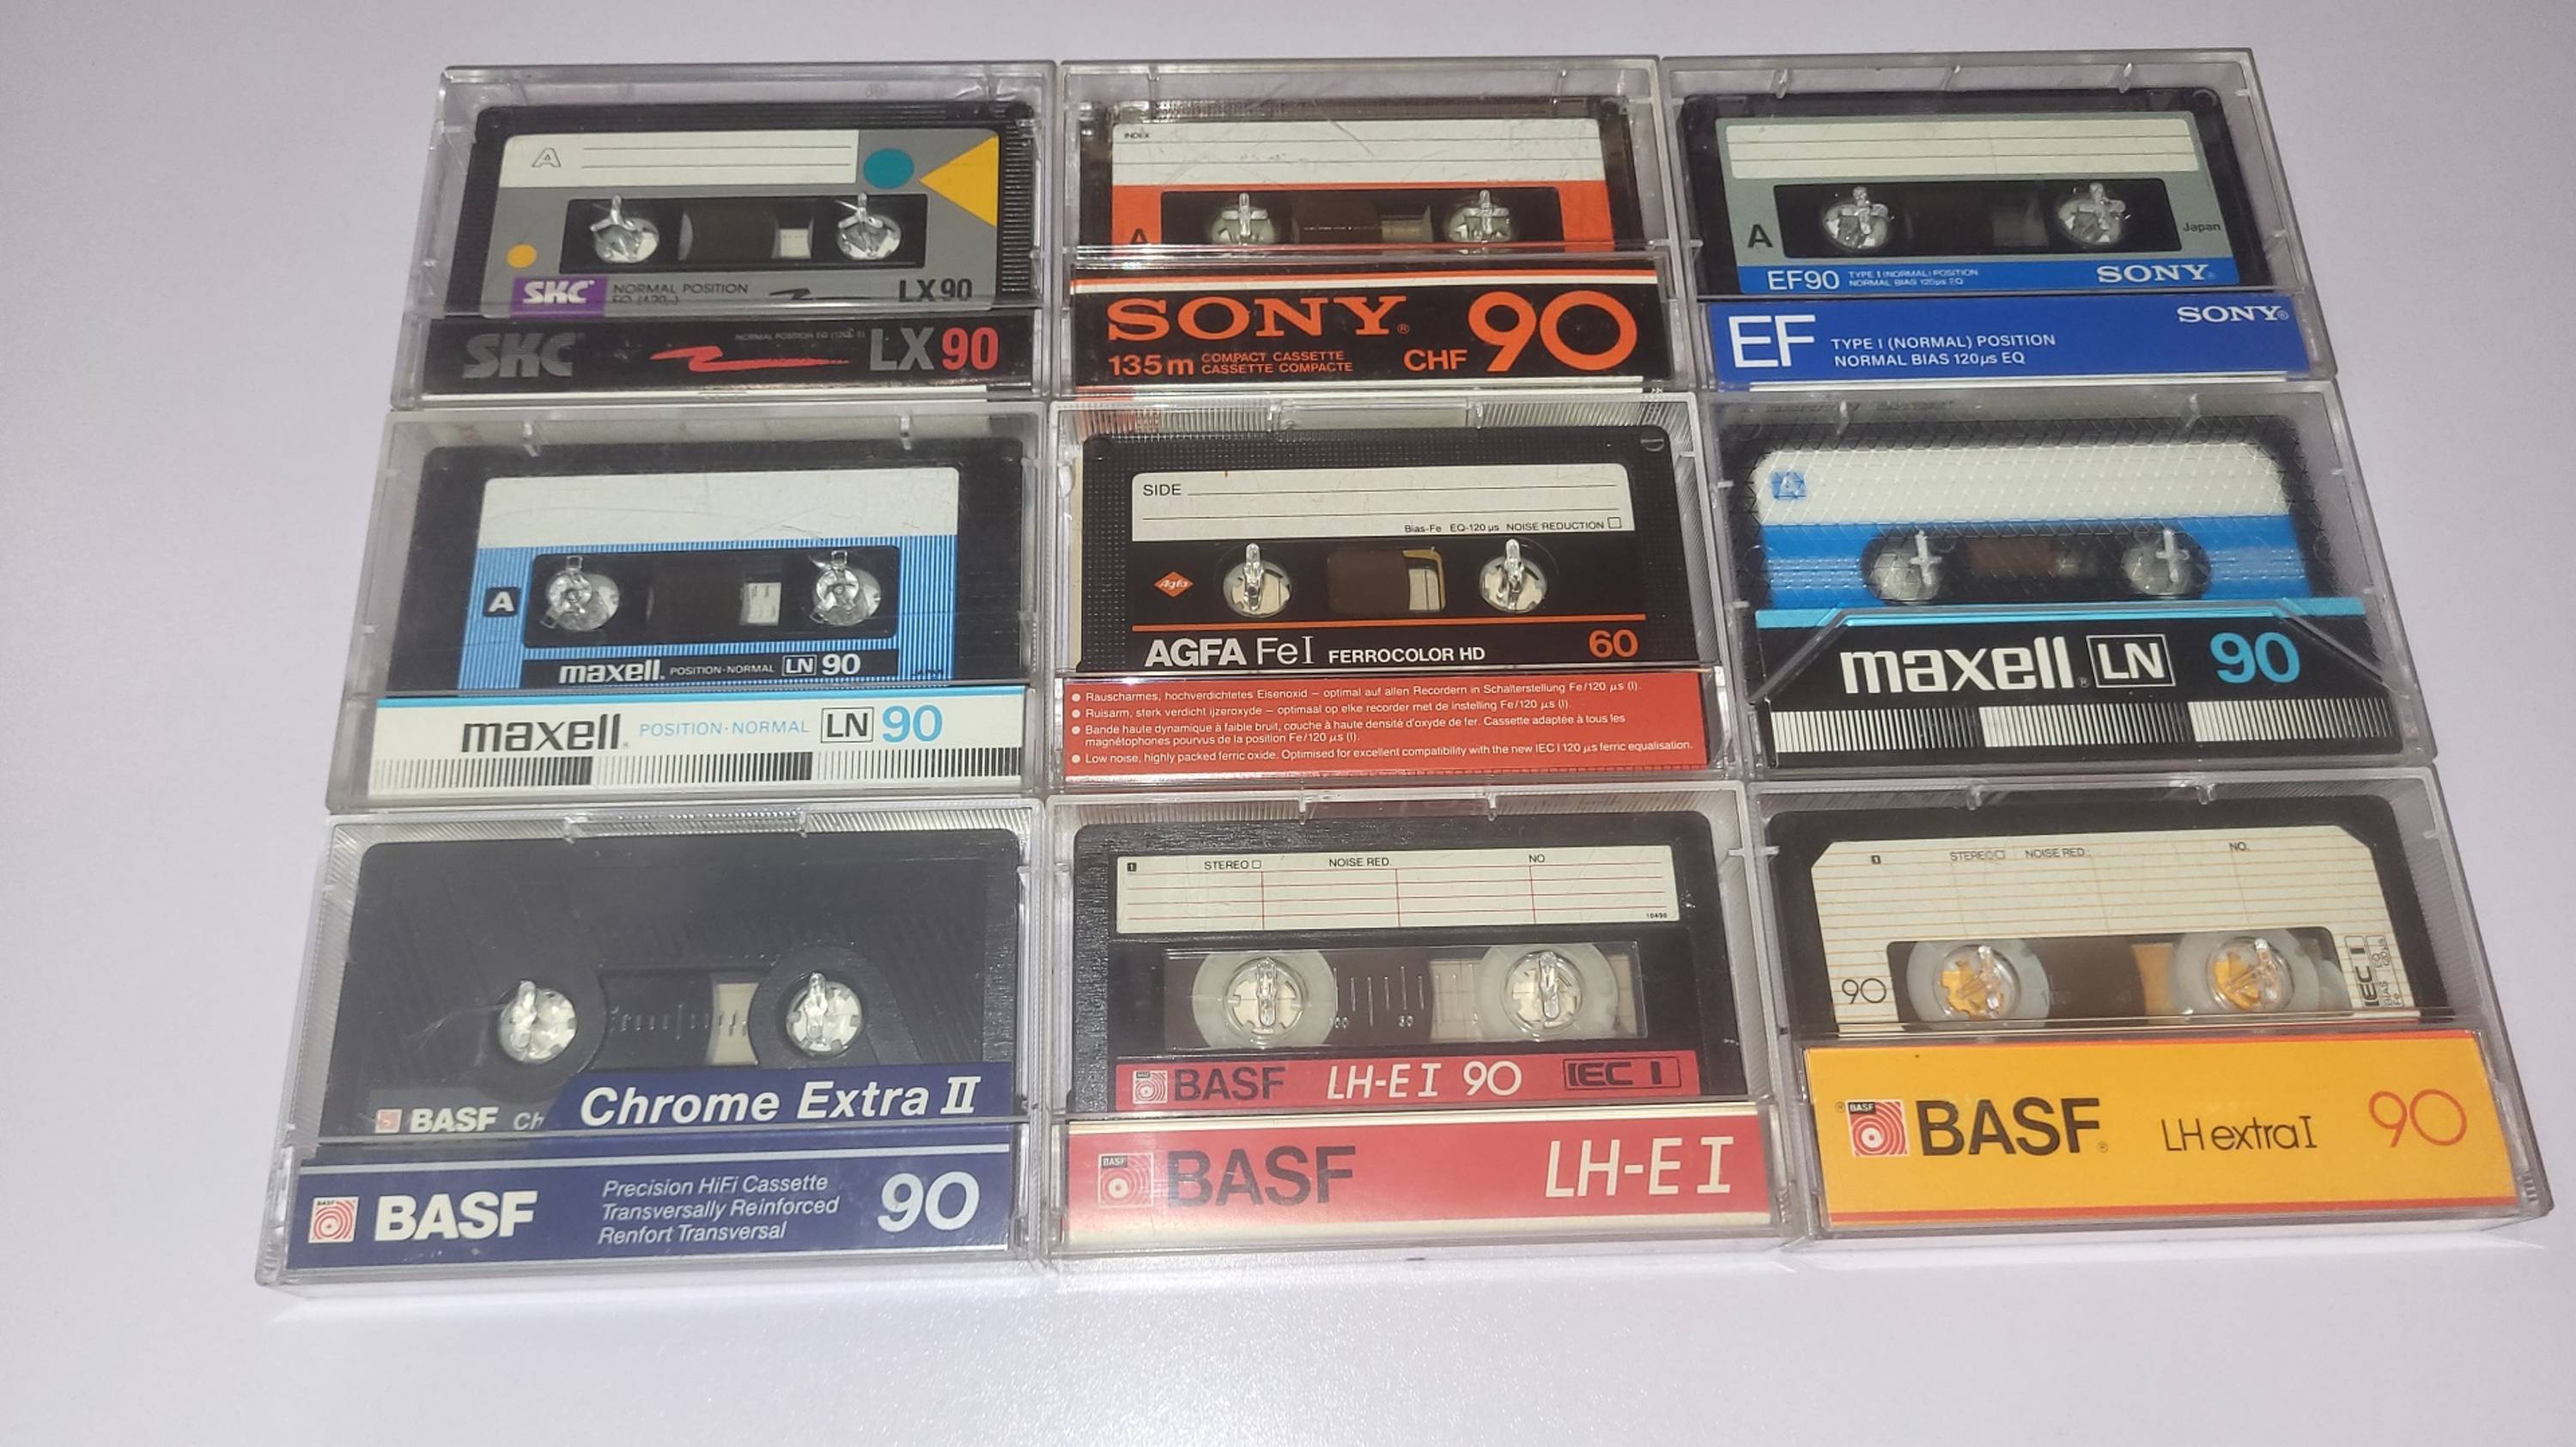 A
SKC NORMAL POSITION LX90
SKC LX90
INDEX
A
SONY® 90
135m COMPACT CASSETTE CHF
CASSETTE COMPACTE
A
Japan
EF90 TYPE I (NORMAL) POSITION SONY
NORMAL BIAS 120μs EQ
SONY®
EF TYPE I (NORMAL) POSITION
NORMAL BIAS 120μs EQ
A
maxell. POSITION-NORMAL LN 90
maxell. POSITION-NORMAL LN 90
SIDE
Bias-Fe EQ-120 μs NOISE REDUCTION
Agfa
AGFA Fe I FERROCOLOR HD 60
Rauscharmes, hochverdichtetes Eisenoxid – optimal auf allen Recordern in Schalterstellung Fe/120 μs (I).
Ruisarm, sterk verdicht ijzeroxyde – optimaal op elke recorder met de instelling Fe/120 μs (I).
Bande haute dynamique à faible bruit, couche à haute densité d'oxyde de fer. Cassette adaptée à tous les
magnétophones pourvus de la position Fe/120 μs (I).
Low noise, highly packed ferric oxide. Optimised for excellent compatibility with the new IEC I 120 μs ferric equalisation.
A
maxell® LN 90
BASF Ch
Chrome Extra II
BASF
BASF Precision HiFi Cassette 90
Transversally Reinforced
Renfort Transversal
1 STEREO NOISE RED. NO
BASF LH-E I 90 IEC I
BASF
BASF LH-E I
STEREO NOISE RED. NO.
90
IEC I
BASF
BASF® LH extra I 90